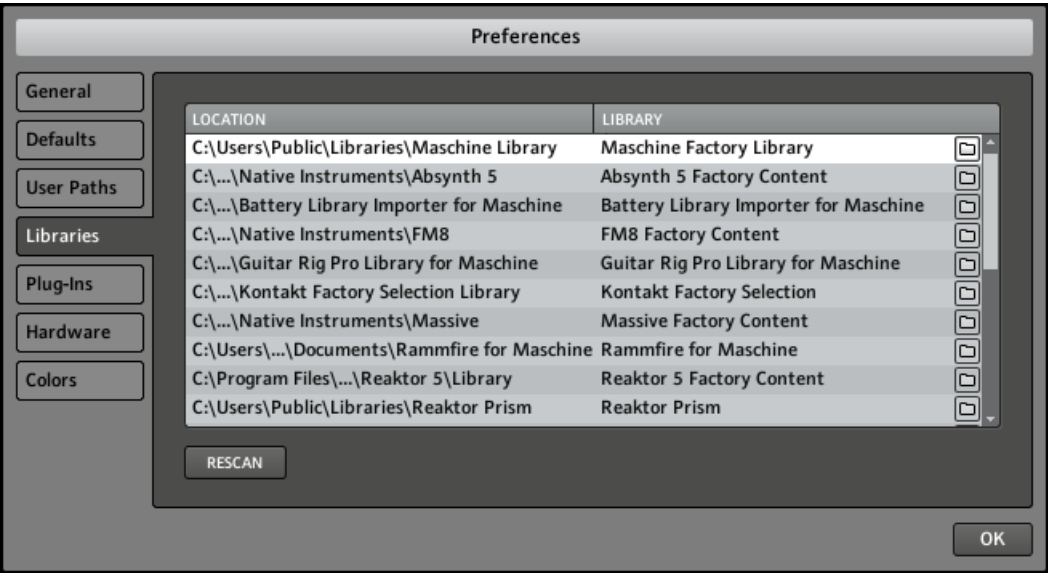 Preferences
General
Defaults
User Paths
Libraries
Plug-Ins
Hardware
Colors
LOCATION LIBRARY
C:\Users\Public\Libraries\Maschine Library Maschine Factory Library
C:\...\Native Instruments\Absynth 5 Absynth 5 Factory Content
C:\...\Battery Library Importer for Maschine Battery Library Importer for Maschine
C:\...\Native Instruments\FM8 FM8 Factory Content
C:\...\Guitar Rig Pro Library for Maschine Guitar Rig Pro Library for Maschine
C:\...\Kontakt Factory Selection Library Kontakt Factory Selection
C:\...\Native Instruments\Massive Massive Factory Content
C:\Users\...\Documents\Rammfire for Maschine Rammfire for Maschine
C:\Program Files\...\Reaktor 5\Library Reaktor 5 Factory Content
C:\Users\Public\Libraries\Reaktor Prism Reaktor Prism
RESCAN
OK